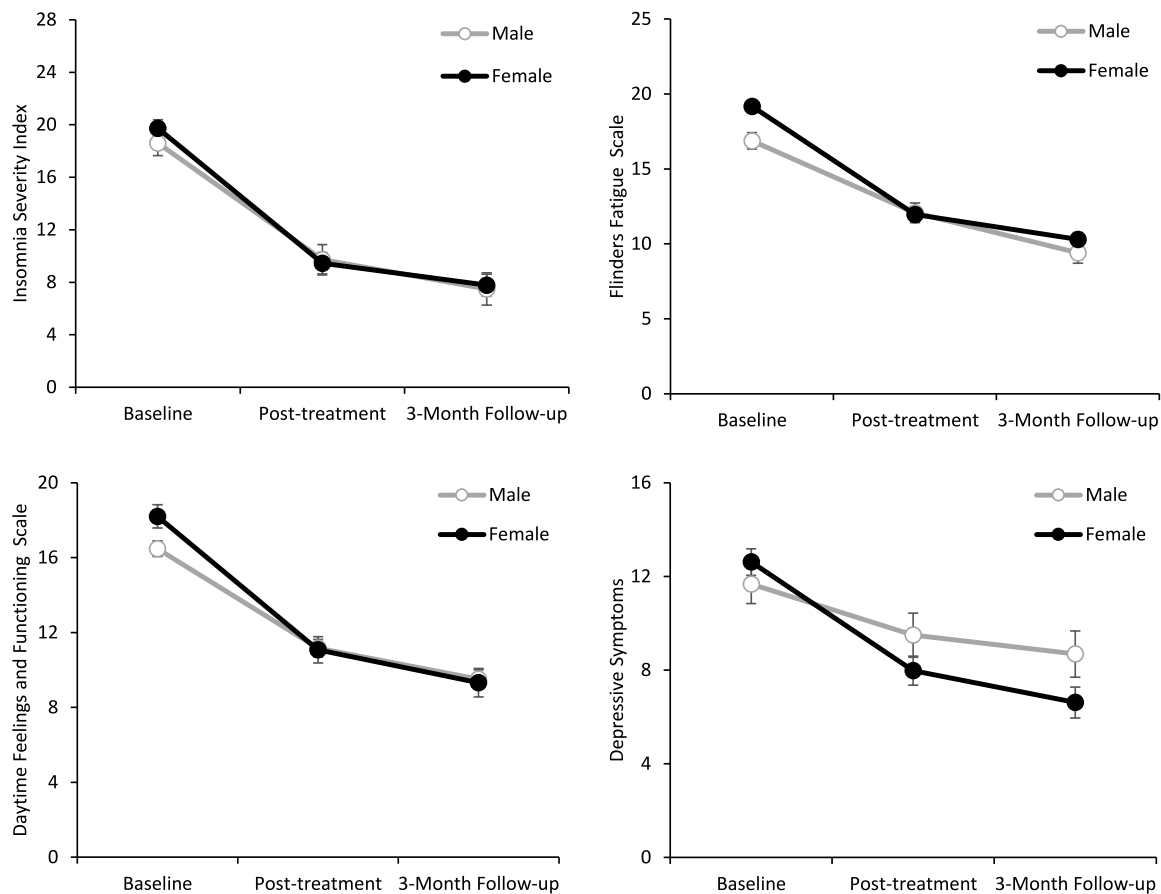 Insomnia Severity Index
28
24
20
16
12
8
4
0
Male
Female
Baseline
Post-treatment
3-Month Follow-up
Flinders Fatigue Scale
25
20
15
10
5
0
Male
Female
Baseline
Post-treatment
3-Month Follow-up
Daytime Feelings and Functioning Scale
20
16
12
8
4
0
Male
Female
Baseline
Post-treatment
3-Month Follow-up
Depressive Symptoms
16
12
8
4
0
Male
Female
Baseline
Post-treatment
3-Month Follow-up